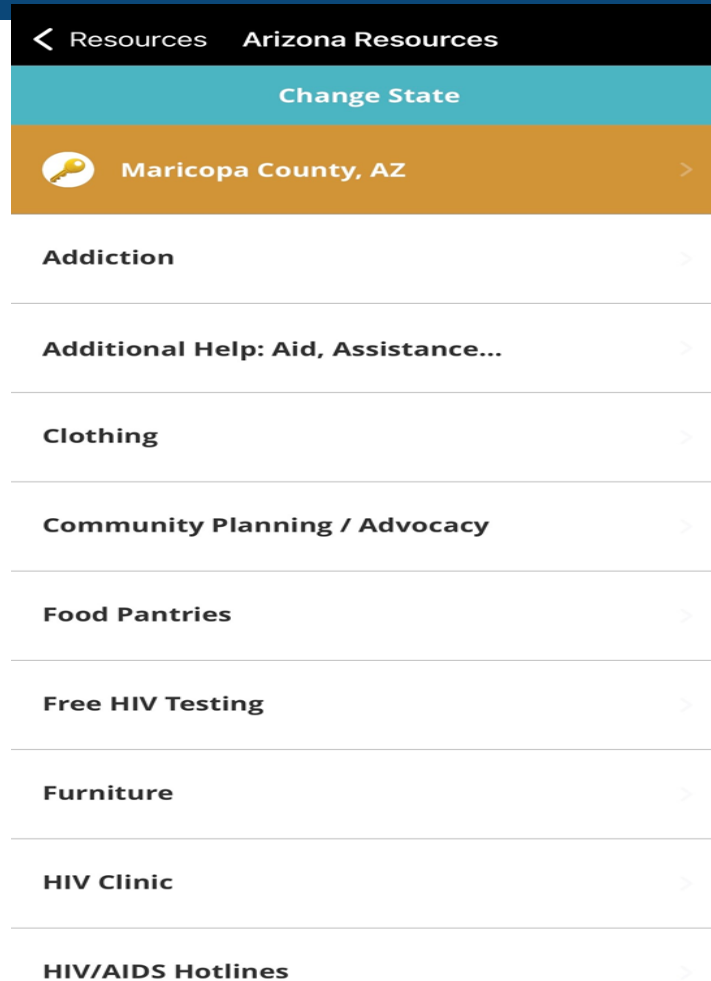 Resources Arizona Resources
Change State
Maricopa County, AZ
Addiction
Additional Help: Aid, Assistance...
Clothing
Community Planning / Advocacy
Food Pantries
Free HIV Testing
Furniture
HIV Clinic
HIV/AIDS Hotlines